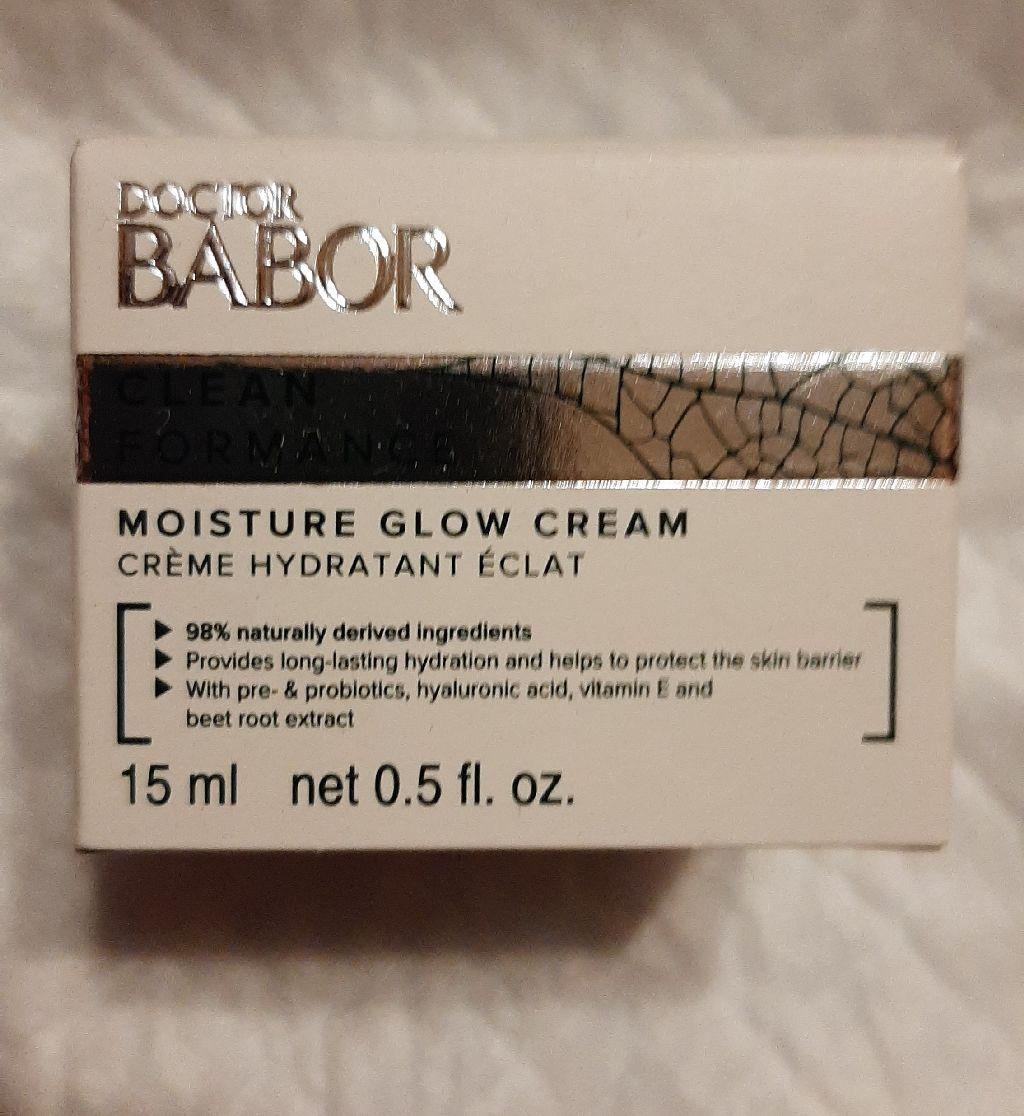 DOCTOR
BABOR
CLEAN
FORMANCE
MOISTURE GLOW CREAM
CRÈME HYDRATANT ÉCLAT
► 98% naturally derived ingredients
► Provides long-lasting hydration and helps to protect the skin barrier
► With pre- & probiotics, hyaluronic acid, vitamin E and
beet root extract
15 ml net 0.5 fl. oz.